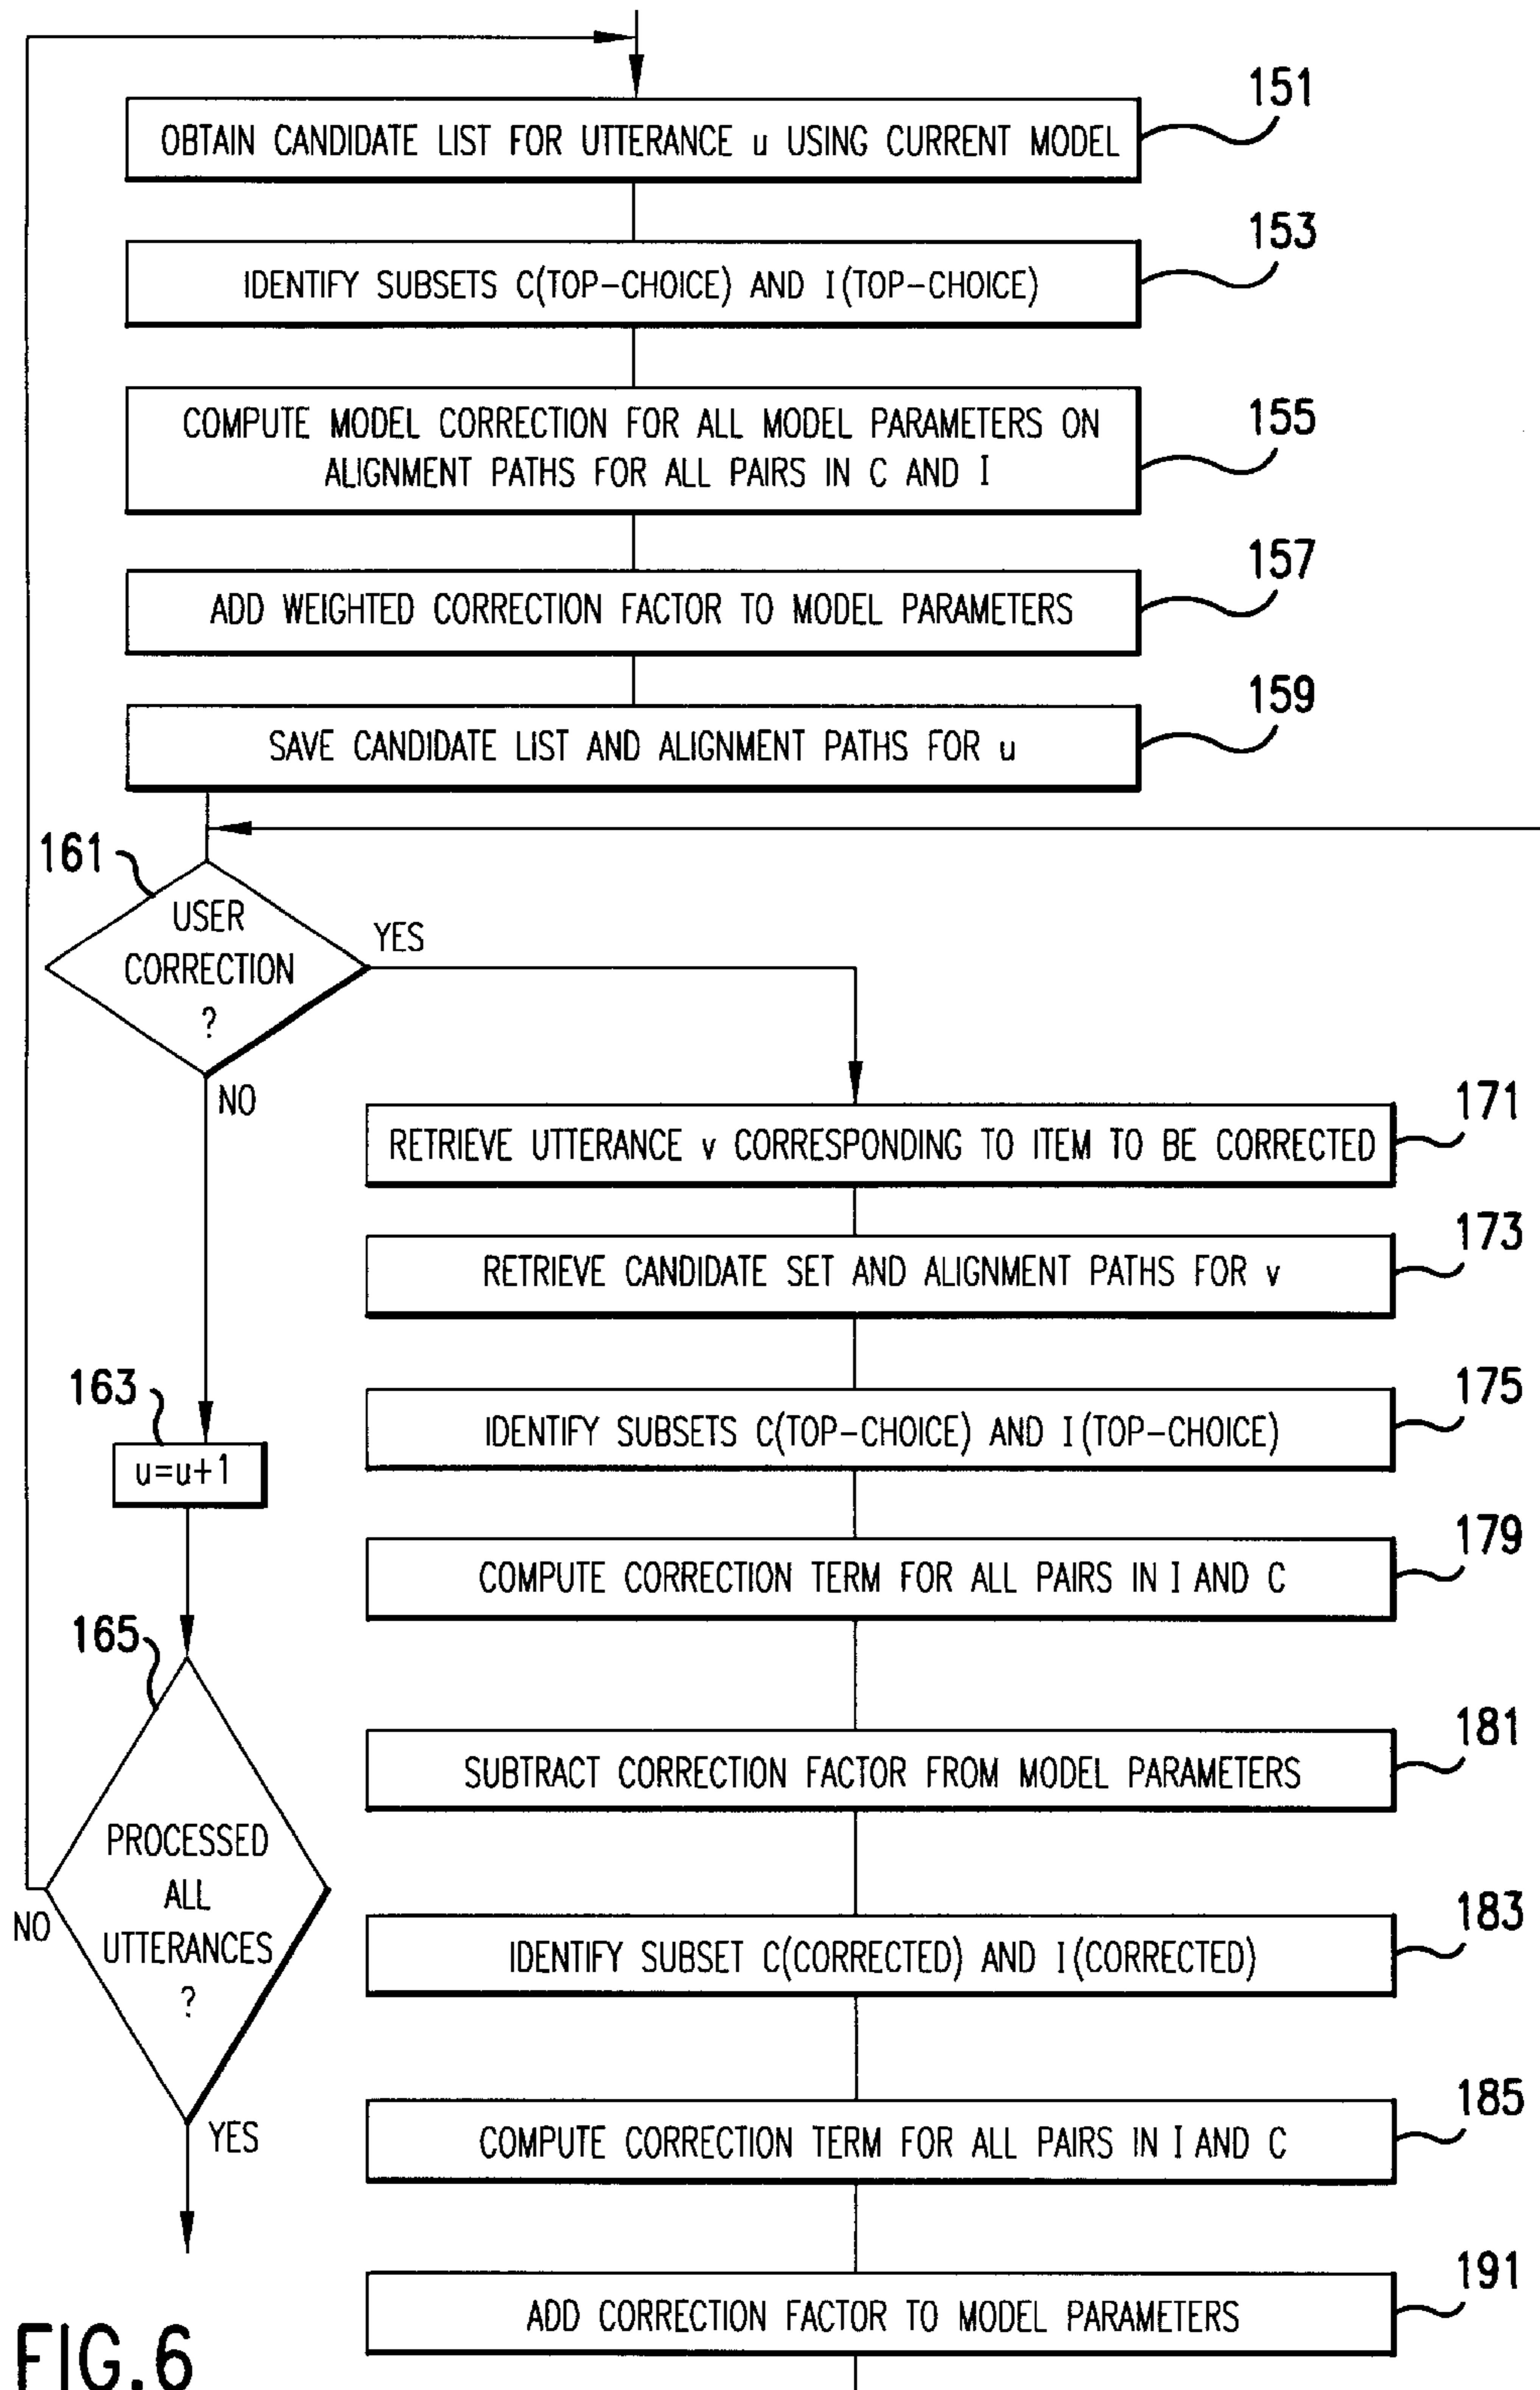 151
OBTAIN CANDIDATE LIST FOR UTTERANCE u USING CURRENT MODEL
153
IDENTIFY SUBSETS C(TOP-CHOICE) AND I(TOP-CHOICE)
155
COMPUTE MODEL CORRECTION FOR ALL MODEL PARAMETERS ON
ALIGNMENT PATHS FOR ALL PAIRS IN C AND I
157
ADD WEIGHTED CORRECTION FACTOR TO MODEL PARAMETERS
159
SAVE CANDIDATE LIST AND ALIGNMENT PATHS FOR u
161
USER
CORRECTION
?
YES
NO
171
RETRIEVE UTTERANCE v CORRESPONDING TO ITEM TO BE CORRECTED
173
RETRIEVE CANDIDATE SET AND ALIGNMENT PATHS FOR v
175
IDENTIFY SUBSETS C(TOP-CHOICE) AND I(TOP-CHOICE)
163
u=u+1
179
COMPUTE CORRECTION TERM FOR ALL PAIRS IN I AND C
165
PROCESSED
ALL
UTTERANCES
?
NO
YES
181
SUBTRACT CORRECTION FACTOR FROM MODEL PARAMETERS
183
IDENTIFY SUBSET C(CORRECTED) AND I(CORRECTED)
185
COMPUTE CORRECTION TERM FOR ALL PAIRS IN I AND C
191
ADD CORRECTION FACTOR TO MODEL PARAMETERS
FIG.6